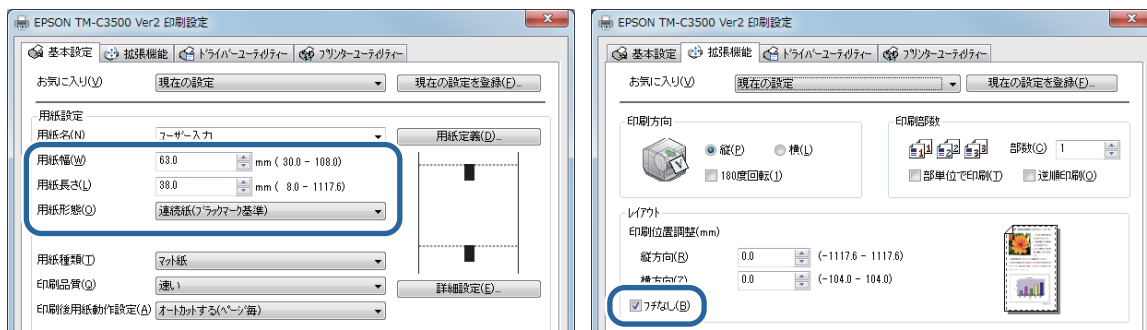 EPSON TM-C3500 Ver2 印刷設定
基本設定 拡張機能 ドライバーユーティリティー プリンターユーティリティー
お気に入り(V) 現在の設定 現在の設定を登録(F)...
用紙設定
用紙名(N) ユーザー入力 用紙定義(D)...
用紙幅(W) 63.0 mm ( 30.0 - 108.0)
用紙長さ(L) 38.0 mm ( 8.0 - 1117.6)
用紙形態(O) 連続紙(ブラックマーク基準)
用紙種類(T) マット紙
印刷品質(Q) 速い 詳細設定(E)...
印刷後用紙動作設定(A) オートカットする(ページ毎)
EPSON TM-C3500 Ver2 印刷設定
基本設定 拡張機能 ドライバーユーティリティー プリンターユーティリティー
お気に入り(V) 現在の設定 現在の設定を登録(F)...
印刷方向 印刷部数
縦(P) 横(L) 部数(C) 1
180度回転(1) 部単位で印刷(T) 逆順印刷(O)
レイアウト
印刷位置調整(mm)
縦方向(R) 0.0 (-1117.6 - 1117.6)
横方向(Z) 0.0 (-104.0 - 104.0)
フチなし(B)